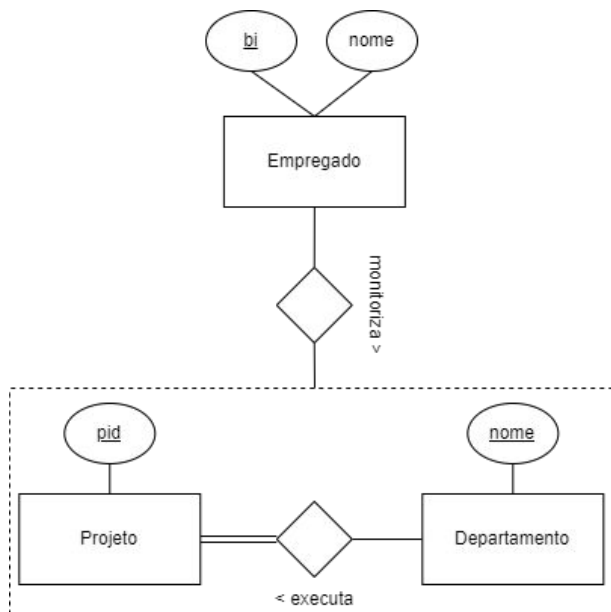 bi
nome
Empregado
monitoriza >
pid
nome
Projeto
Departamento
< executa